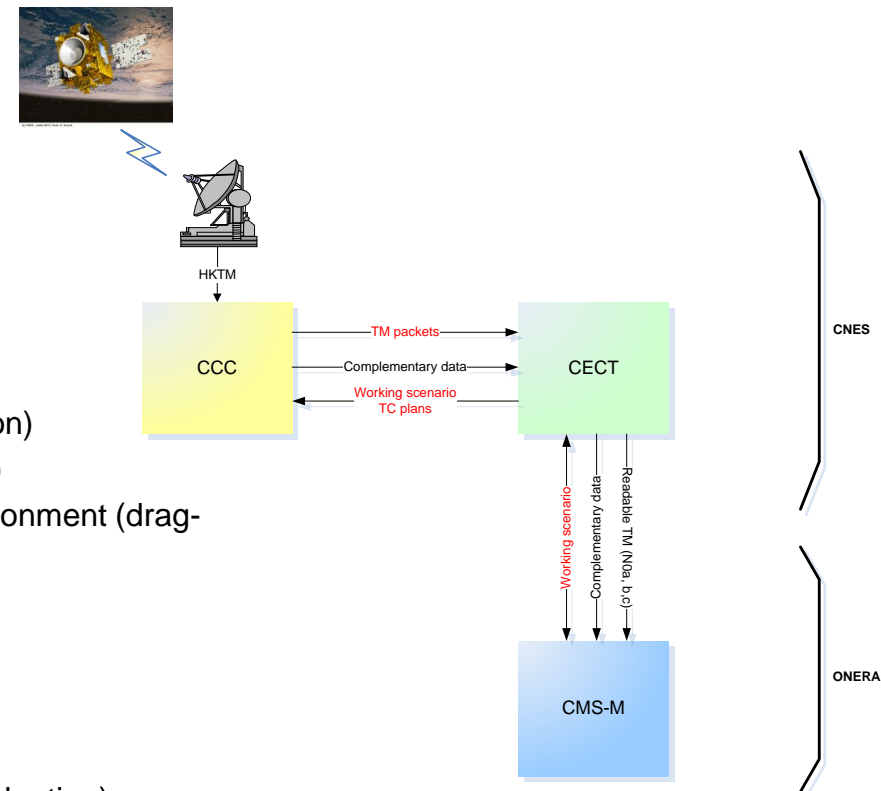 HKTM
CCC
TM packets
Complementary data
Working scenario
TC plans
CECT
CNES
on)
)
onment (drag-
Working scenario
Complementary data
Readable TM (N0a, b,c)
CMS-M
ONERA